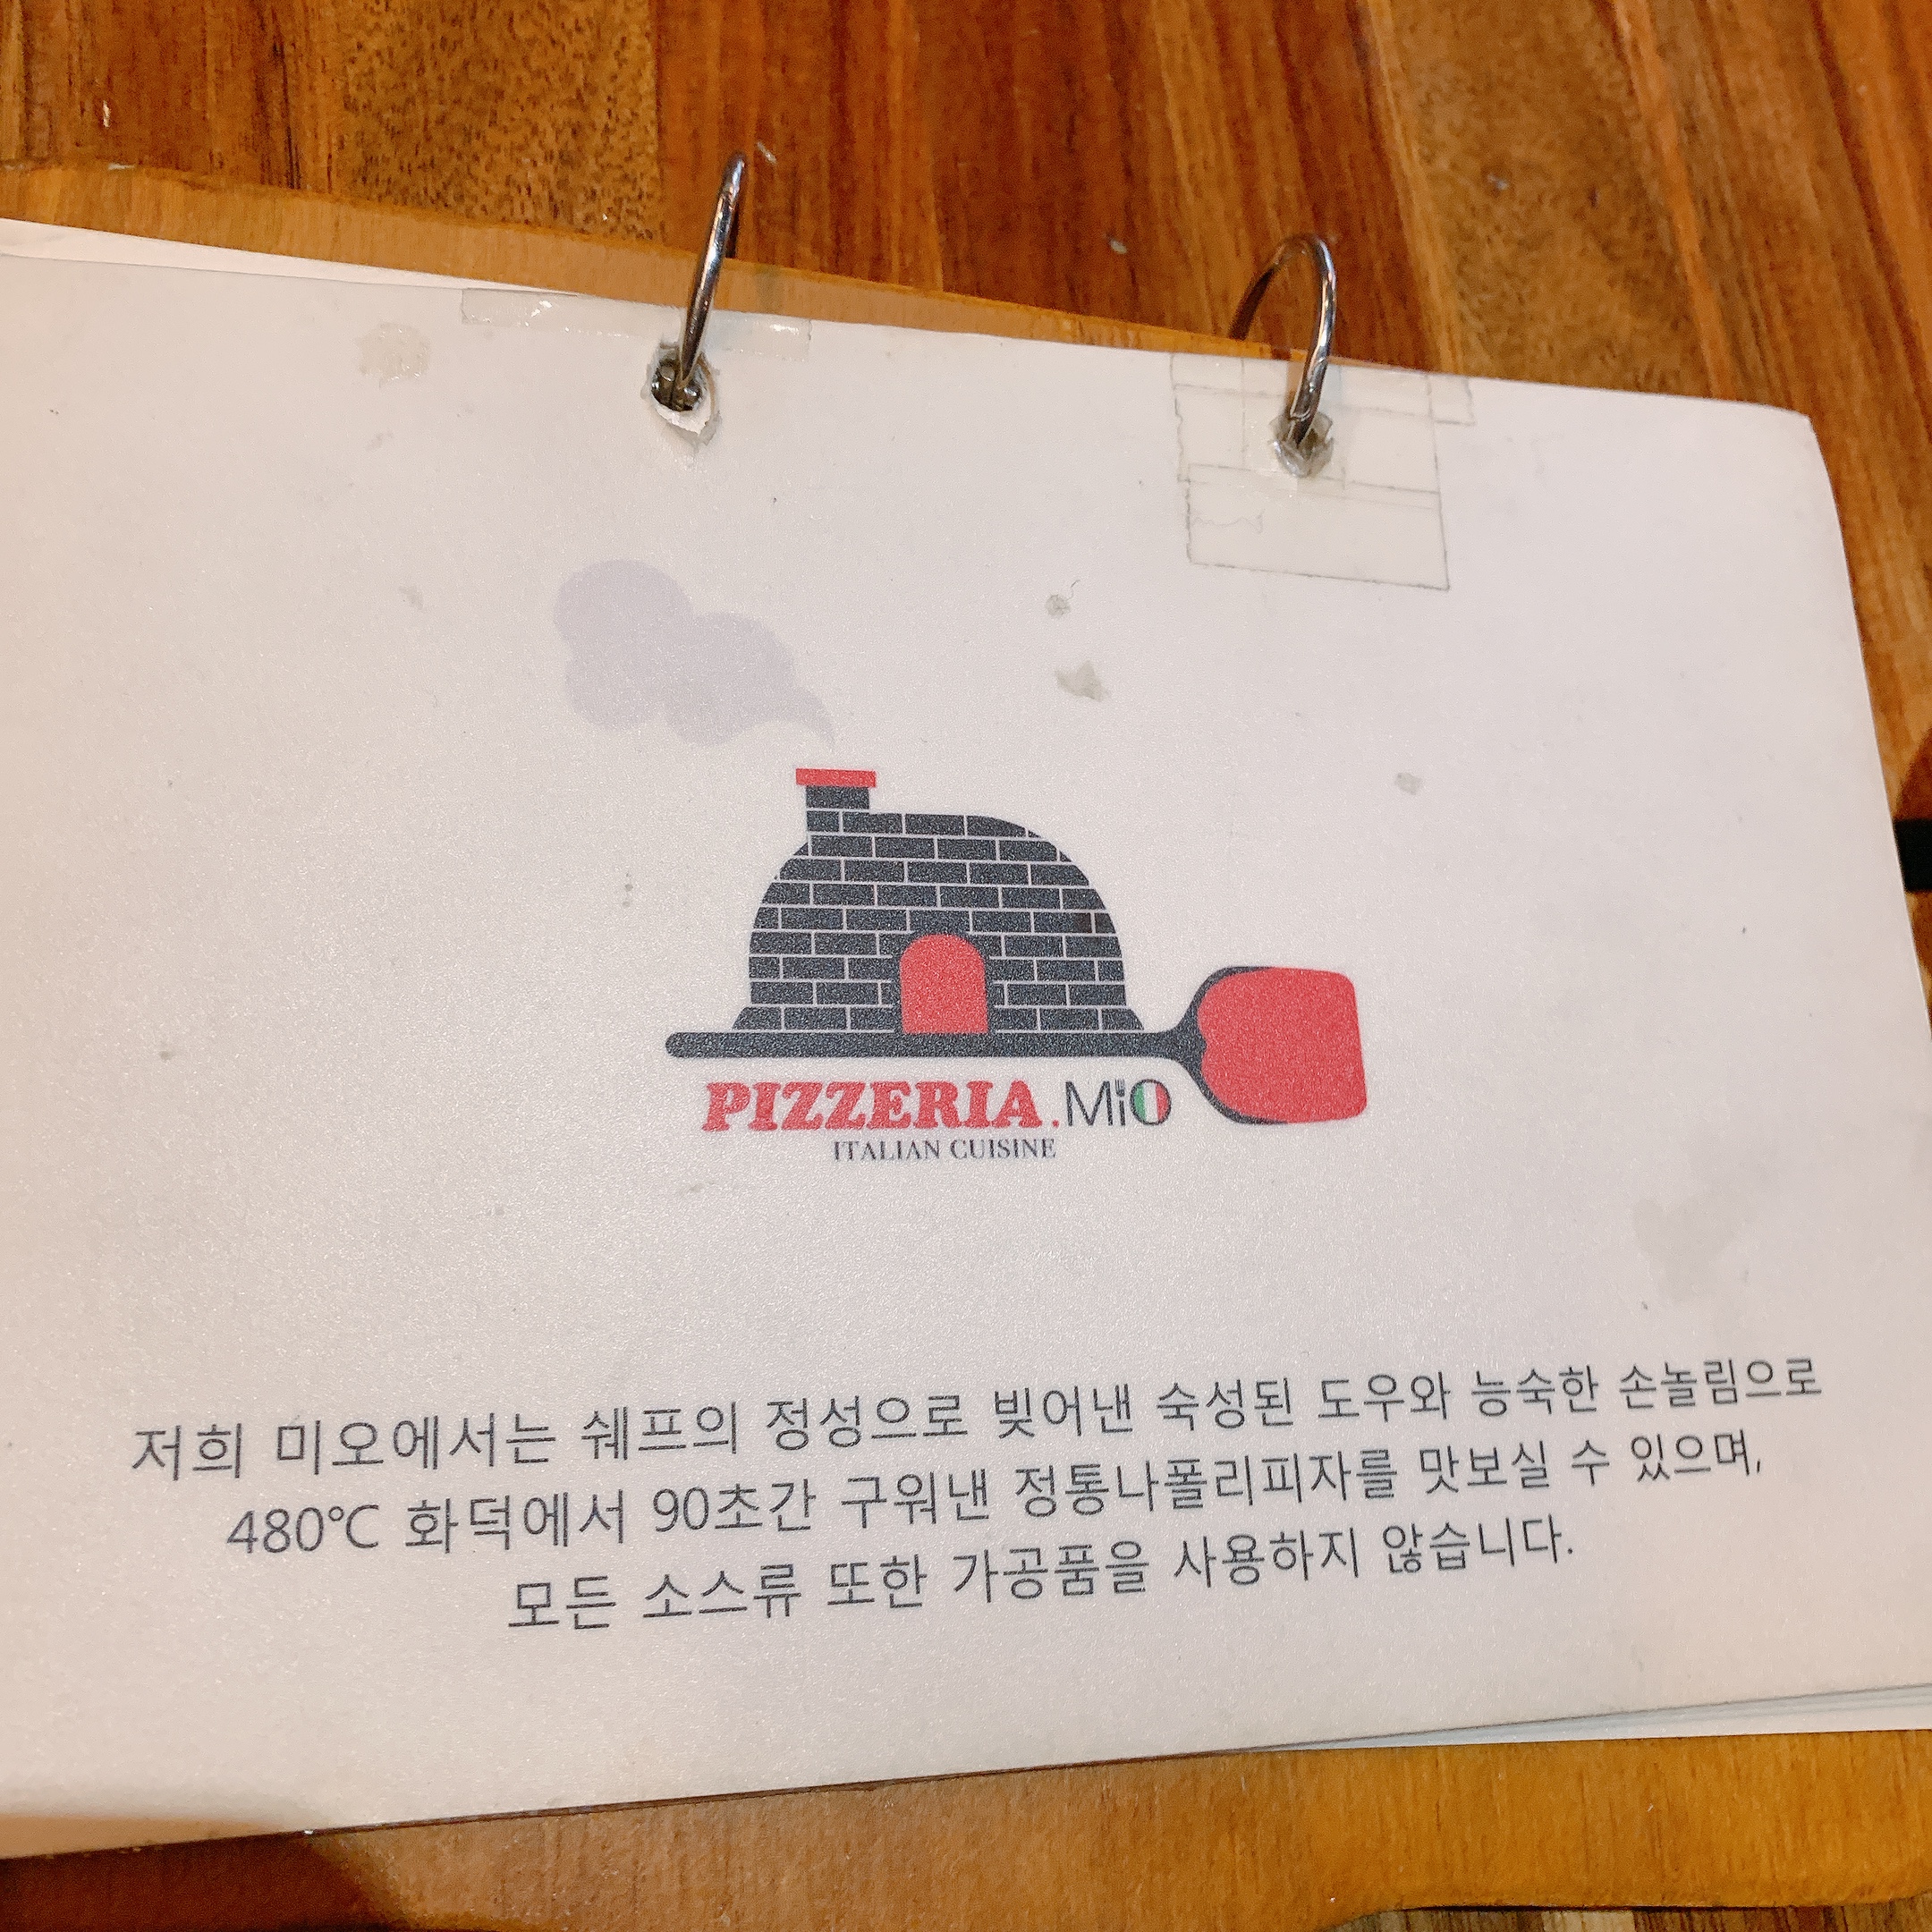 PIZZERIA.MiO
ITALIAN CUISINE
저희 미오에서는 쉐프의 정성으로 빚어낸 숙성된 도우와 능숙한 손놀림으로
480℃ 화덕에서 90초간 구워낸 정통나폴리피자를 맛보실 수 있으며,
모든 소스류 또한 가공품을 사용하지 않습니다.